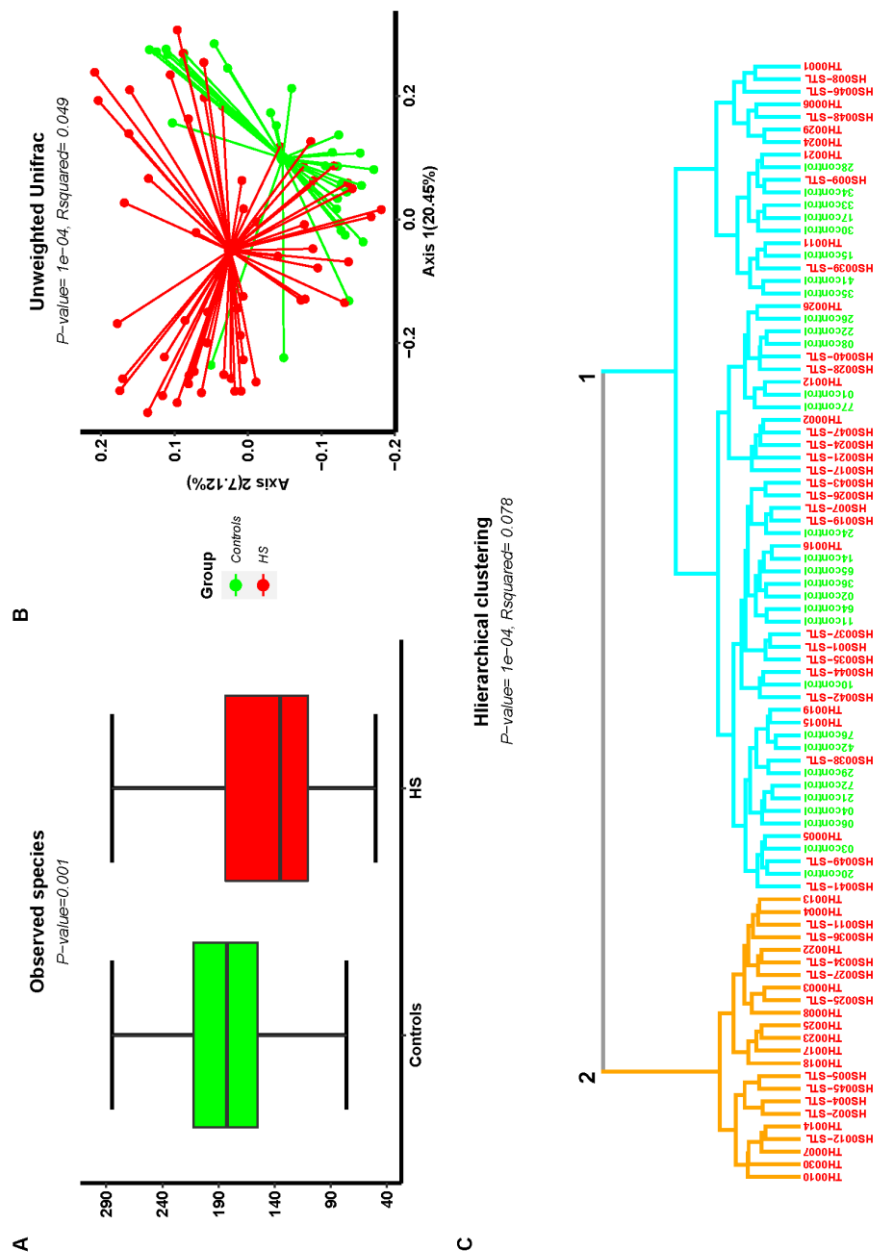 A
Observed species
P-value=0.001
290
240
190
140
90
40
Controls
HS
B
Unweighted Unifrac
P-value= 1e-04, Rsquared= 0.049
Group
Controls
HS
Axis 2(7.12%)
0.2
0.1
0.0
-0.1
-0.2
-0.2
0.0
0.2
Axis 1(20.45%)
C
Hlierarchical clustering
P-value= 1e-04, Rsquared= 0.078
2
1
TH0010
TH0030
TH0007
HS0012-STL
TH0014
HS002-STL
HS004-STL
HS0045-STL
HS005-STL
TH0018
TH0017
TH0023
TH0025
TH0008
HS0025-STL
TH0003
HS0027-STL
HS0034-STL
TH0022
HS0036-STL
HS0011-STL
TH0004
TH0013
HS0041-STL
20control
HS0049-STL
03control
TH0005
06control
04control
21control
72control
29control
HS0038-STL
42control
76control
TH0015
TH0019
HS0042-STL
10control
HS0044-STL
HS0035-STL
HS001-STL
HS0037-STL
11control
64control
02control
36control
65control
14control
TH0016
24control
HS0019-STL
HS007-STL
HS0026-STL
HS0043-STL
HS0017-STL
HS0021-STL
HS0024-STL
HS0047-STL
TH0002
77control
01control
TH0012
HS0028-STL
HS0040-STL
08control
22control
26control
TH0026
35control
41control
HS0039-STL
15control
TH0011
30control
17control
33control
34control
HS009-STL
28control
TH0021
TH0024
TH0029
HS0048-STL
TH0006
HS0046-STL
HS008-STL
TH0001